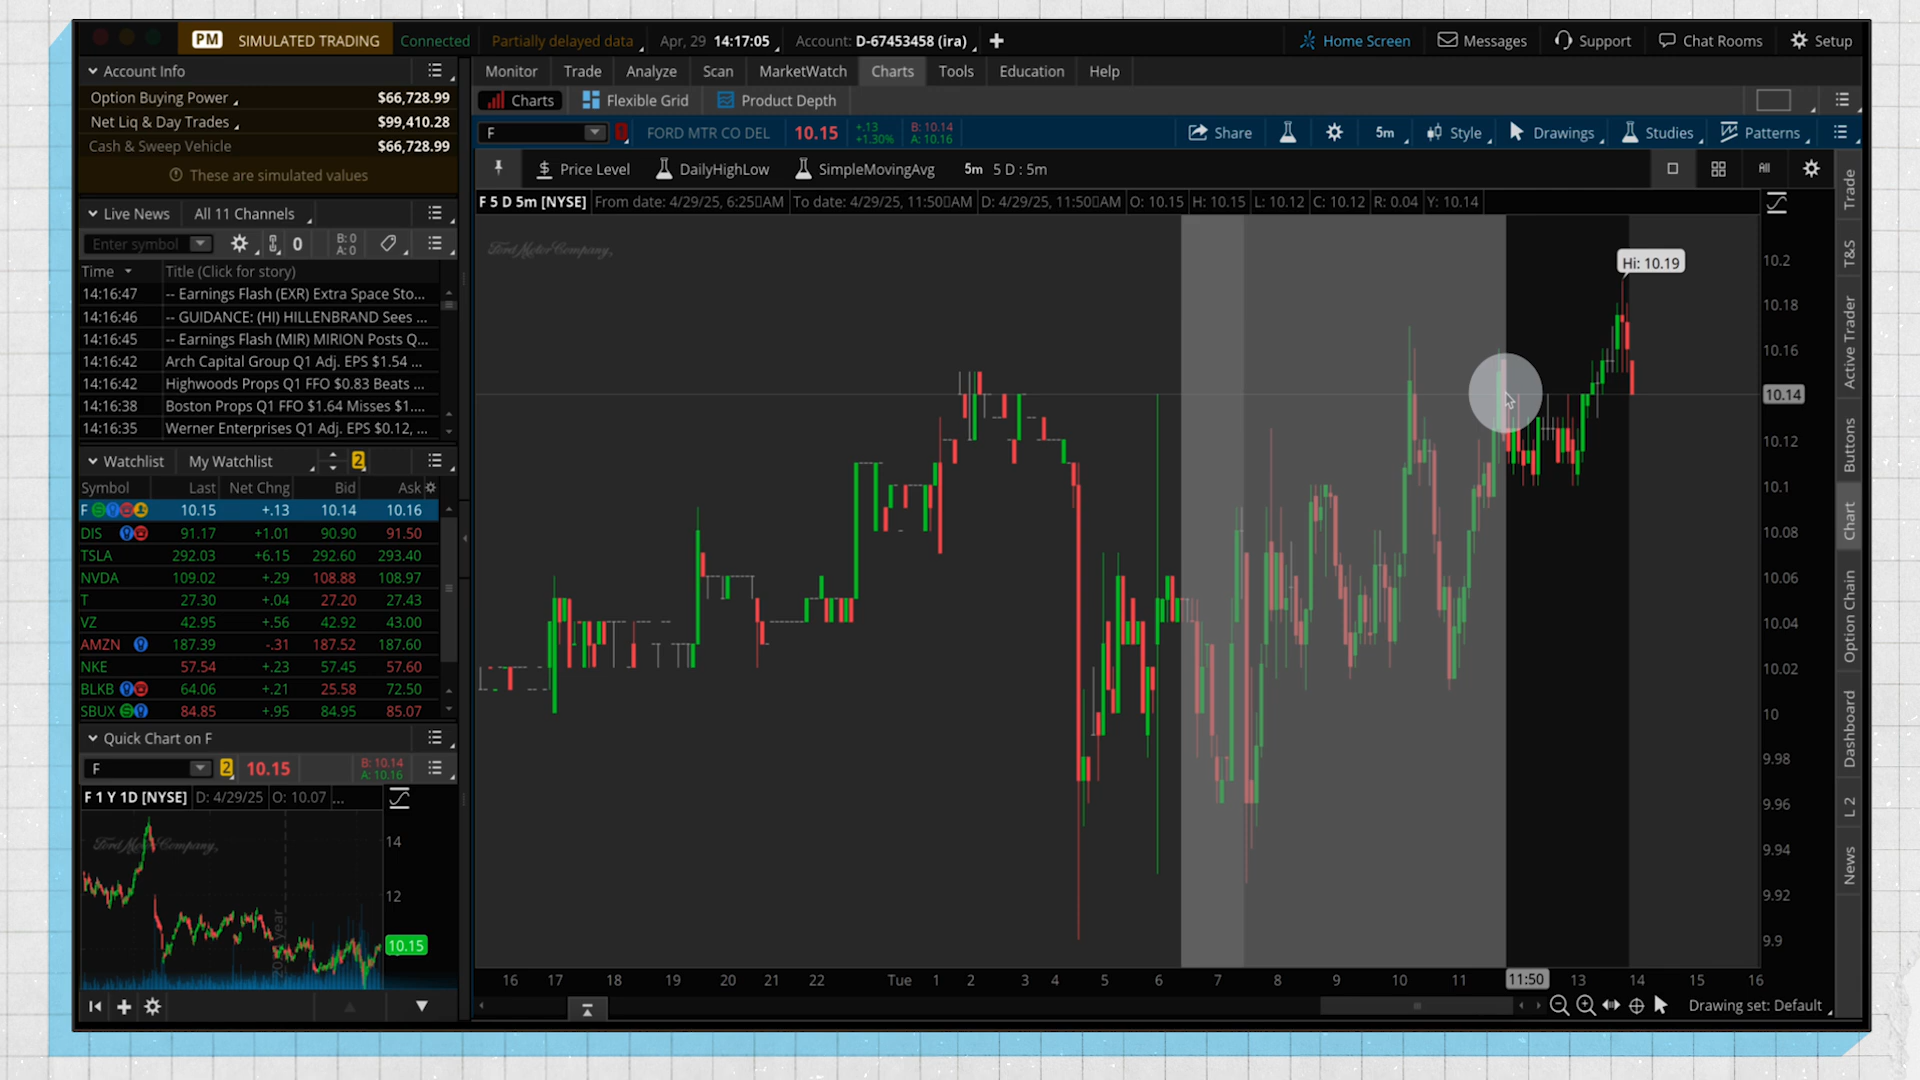 PM SIMULATED TRADING Connected Partially delayed data Apr, 29 14:17:05 Account: D-67453458 (ira) Home Screen Messages Support Chat Rooms Setup
Account Info
Option Buying Power $66,728.99
Net Liq & Day Trades $99,410.28
Cash & Sweep Vehicle $66,728.99
These are simulated values
Live News All 11 Channels
Enter symbol 0 B: 0 A: 0
Time Title (Click for story)
14:16:47 -- Earnings Flash (EXR) Extra Space Sto...
14:16:46 -- GUIDANCE: (HI) HILLENBRAND Sees ...
14:16:45 -- Earnings Flash (MIR) MIRION Posts Q...
14:16:42 Arch Capital Group Q1 Adj. EPS $1.54 ...
14:16:42 Highwoods Props Q1 FFO $0.83 Beats ...
14:16:38 Boston Props Q1 FFO $1.64 Misses $1....
14:16:35 Werner Enterprises Q1 Adj. EPS $0.12, ...
Watchlist My Watchlist 2
Symbol Last Net Chng Bid Ask
F 10.15 +.13 10.14 10.16
DIS 91.17 +1.01 90.90 91.50
TSLA 292.03 +6.15 292.60 293.40
NVDA 109.02 +.29 108.88 108.97
T 27.30 +.04 27.20 27.43
VZ 42.95 +.56 42.92 43.00
AMZN 187.39 -.31 187.52 187.60
NKE 57.54 +.23 57.45 57.60
BLKB 64.06 +.21 25.58 72.50
SBUX 84.85 +.95 84.95 85.07
Quick Chart on F
F 2 10.15 B: 10.14 A: 10.16
F 1 Y 1D [NYSE] D: 4/29/25 O: 10.07 ...
Ford Motor Company,
14
12
10.15
Monitor Trade Analyze Scan MarketWatch Charts Tools Education Help
Charts Flexible Grid Product Depth
F 1 FORD MTR CO DEL 10.15 +.13 +1.30% B: 10.14 A: 10.16 Share 5m Style Drawings Studies Patterns
Price Level DailyHighLow SimpleMovingAvg 5m 5 D : 5m All
F 5 D 5m [NYSE] From date: 4/29/25, 6:25 AM To date: 4/29/25, 11:50 AM D: 4/29/25, 11:50 AM O: 10.15 H: 10.15 L: 10.12 C: 10.12 R: 0.04 Y: 10.14
Ford Motor Company,
Hi: 10.19
10.2
10.18
10.16
10.14
10.12
10.1
10.08
10.06
10.04
10.02
10
9.98
9.96
9.94
9.92
9.9
16 17 18 19 20 21 22 Tue 1 2 3 4 5 6 7 8 9 10 11 11:50 13 14 15 16
Drawing set: Default
Trade
T&S
Active Trader
Buttons
Chart
Option Chain
Dashboard
L 2
News